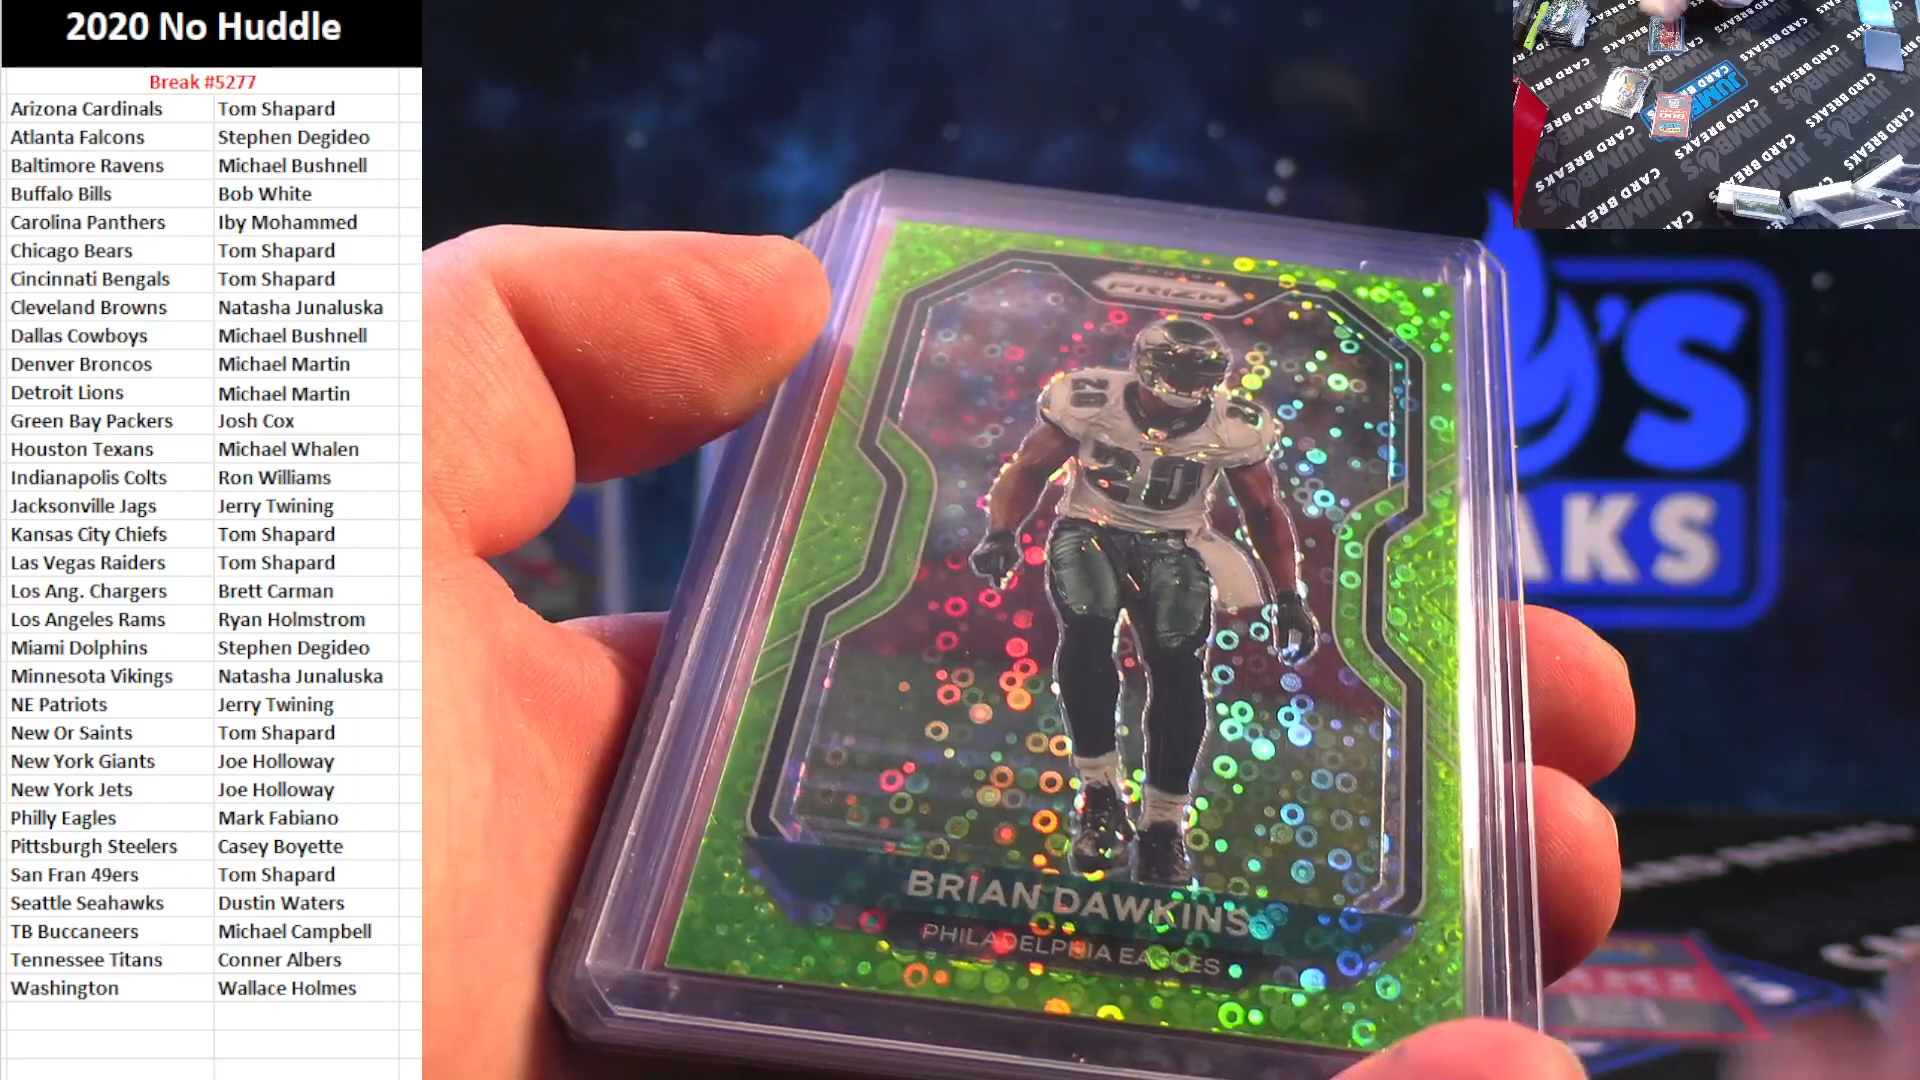 2020 No Huddle
Break #5277
Arizona Cardinals Tom Shapard
Atlanta Falcons Stephen Degideo
Baltimore Ravens Michael Bushnell
Buffalo Bills Bob White
Carolina Panthers Iby Mohammed
Chicago Bears Tom Shapard
Cincinnati Bengals Tom Shapard
Cleveland Browns Natasha Junaluska
Dallas Cowboys Michael Bushnell
Denver Broncos Michael Martin
Detroit Lions Michael Martin
Green Bay Packers Josh Cox
Houston Texans Michael Whalen
Indianapolis Colts Ron Williams
Jacksonville Jags Jerry Twining
Kansas City Chiefs Tom Shapard
Las Vegas Raiders Tom Shapard
Los Ang. Chargers Brett Carman
Los Angeles Rams Ryan Holmstrom
Miami Dolphins Stephen Degideo
Minnesota Vikings Natasha Junaluska
NE Patriots Jerry Twining
New Or Saints Tom Shapard
New York Giants Joe Holloway
New York Jets Joe Holloway
Philly Eagles Mark Fabiano
Pittsburgh Steelers Casey Boyette
San Fran 49ers Tom Shapard
Seattle Seahawks Dustin Waters
TB Buccaneers Michael Campbell
Tennessee Titans Conner Albers
Washington Wallace Holmes
PRIZM
20
20
20
BRIAN DAWKINS
PHILADELPHIA EAGLES
'S
AKS
JUMBO'S
CARD BREAKS